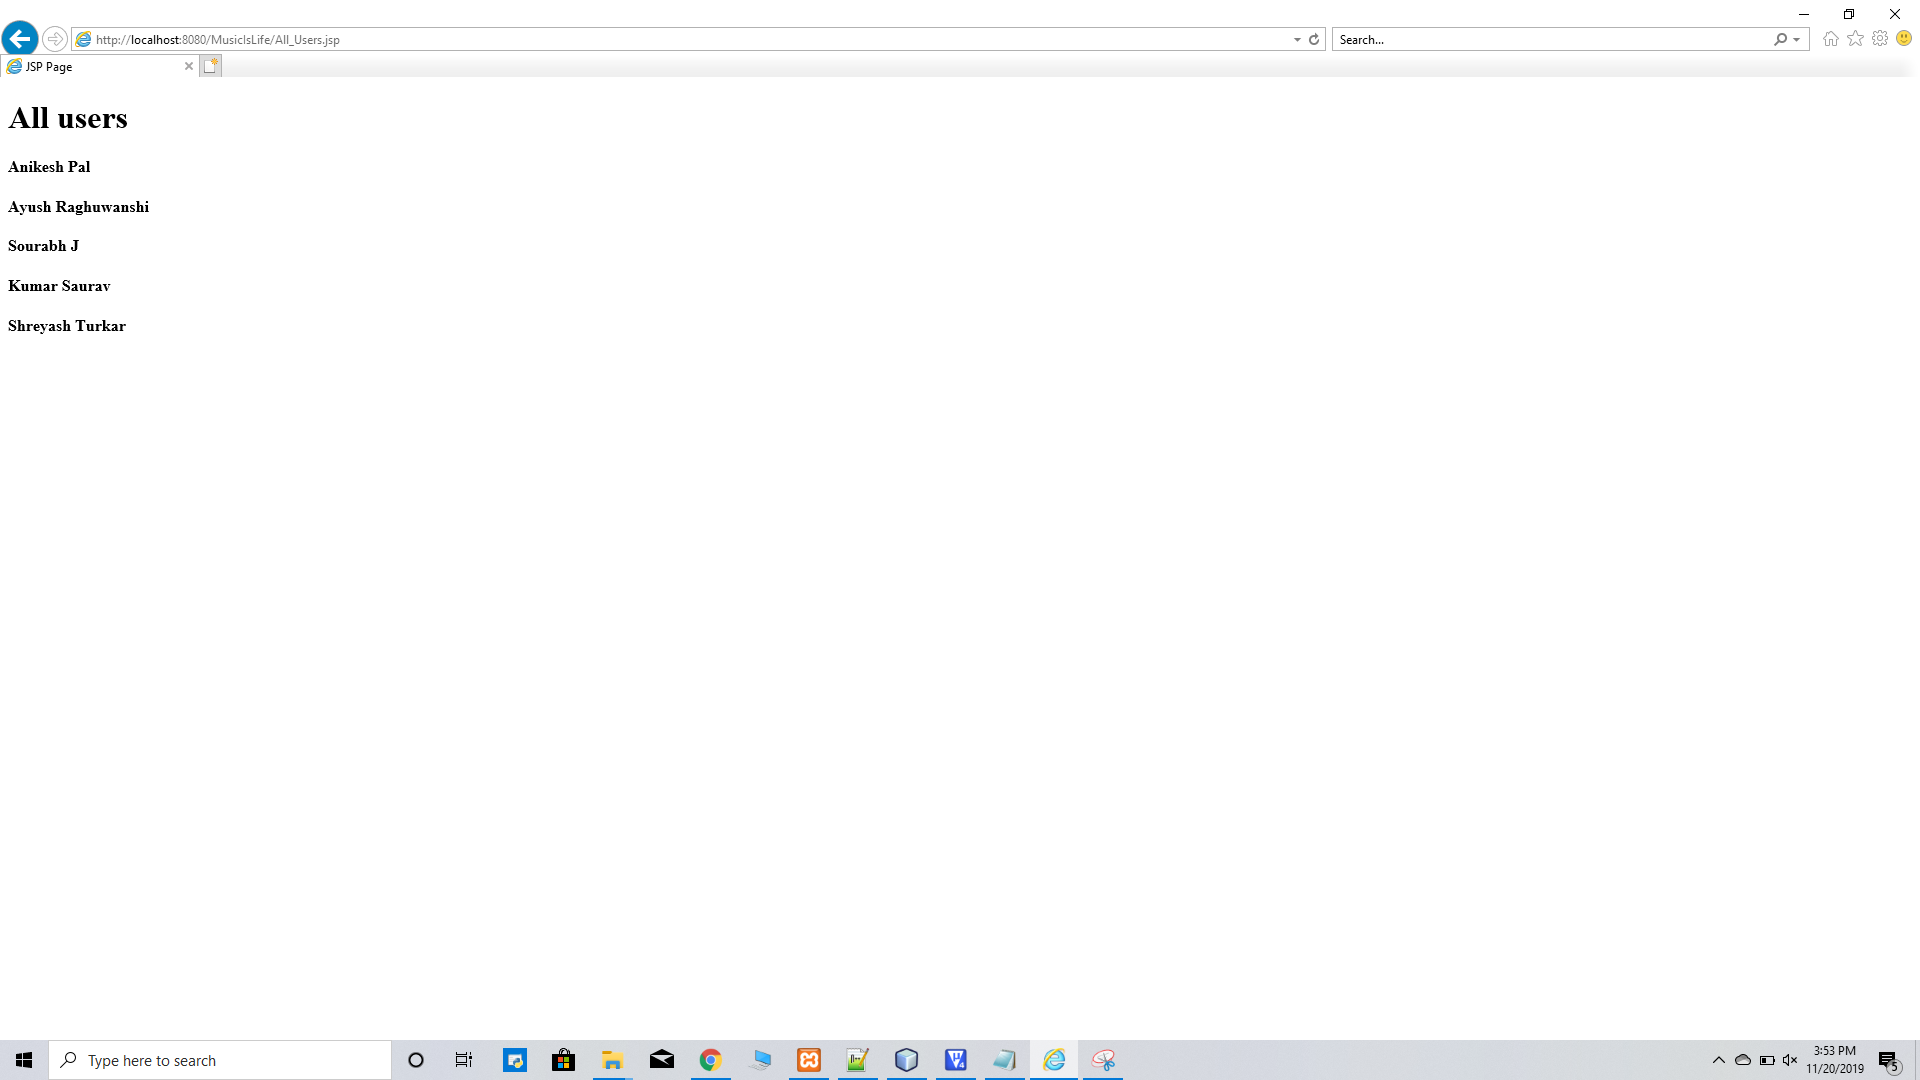 http://localhost:8080/MusicIsLife/All_Users.jsp
Search...
JSP Page
All users
Anikesh Pal
Ayush Raghuwanshi
Sourabh J
Kumar Saurav
Shreyash Turkar
Type here to search
3:53 PM
11/20/2019
5